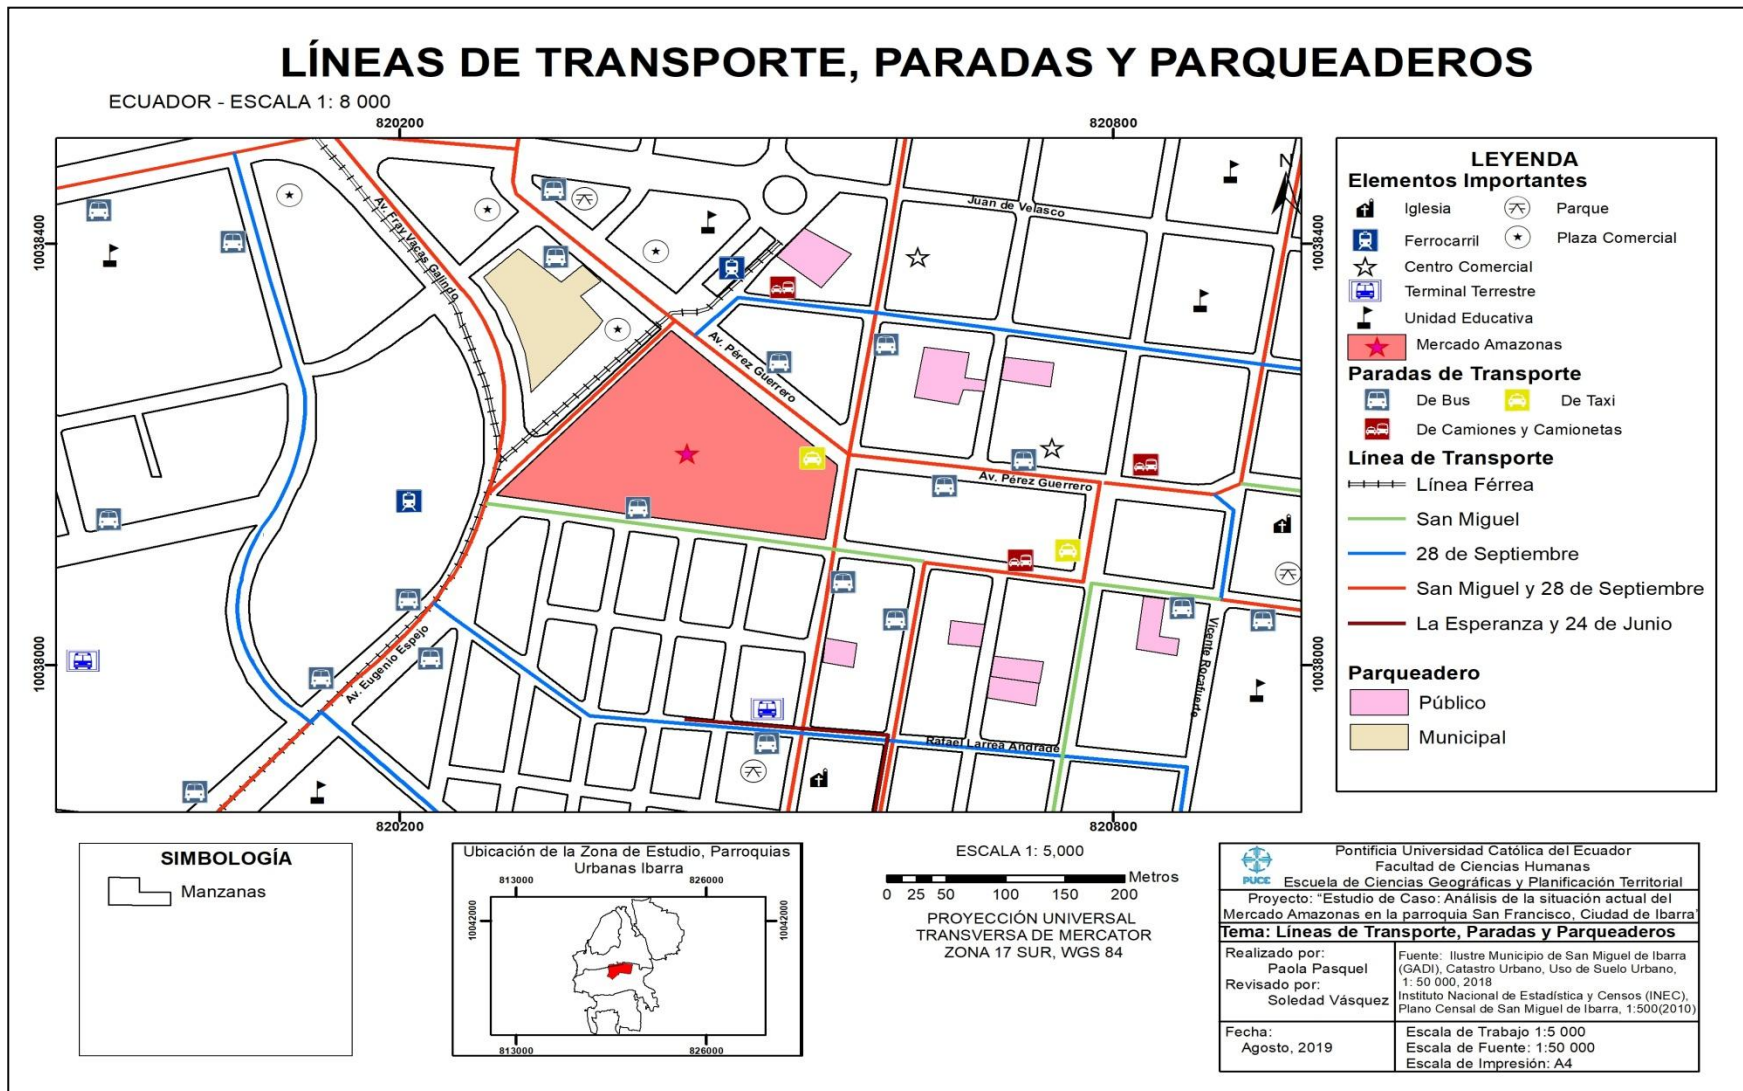 LÍNEAS DE TRANSPORTE, PARADAS Y PARQUEADEROS
ECUADOR - ESCALA 1: 8 000
820200
820800
10038400
10038000
10038400
10038000
820200
820800
N
Av. Fray Vacas Galindo
Juan de Velasco
Av. Pérez Guerrero
Av. Pérez Guerrero
Av. Eugenio Espejo
Vicente Rocafuerte
Rafael Larrea Andrade
LEYENDA
Elementos Importantes
Iglesia
Parque
Ferrocarril
Plaza Comercial
Centro Comercial
Terminal Terrestre
Unidad Educativa
Mercado Amazonas
Paradas de Transporte
De Bus
De Taxi
De Camiones y Camionetas
Línea de Transporte
Línea Férrea
San Miguel
28 de Septiembre
San Miguel y 28 de Septiembre
La Esperanza y 24 de Junio
Parqueadero
Público
Municipal
SIMBOLOGÍA
Manzanas
Ubicación de la Zona de Estudio, Parroquias
Urbanas Ibarra
813000
826000
10042000
10042000
813000
826000
ESCALA 1: 5,000
Metros
0 25 50 100 150 200
PROYECCIÓN UNIVERSAL
TRANSVERSA DE MERCATOR
ZONA 17 SUR, WGS 84
PUCE
Pontificia Universidad Católica del Ecuador
Facultad de Ciencias Humanas
Escuela de Ciencias Geográficas y Planificación Territorial
Proyecto: "Estudio de Caso: Análisis de la situación actual del
Mercado Amazonas en la parroquia San Francisco, Ciudad de Ibarra"
Tema: Líneas de Transporte, Paradas y Parqueaderos
Realizado por:
Paola Pasquel
Revisado por:
Soledad Vásquez
Fuente: Ilustre Municipio de San Miguel de Ibarra
(GADI), Catastro Urbano, Uso de Suelo Urbano,
1: 50 000, 2018
Instituto Nacional de Estadística y Censos (INEC),
Plano Censal de San Miguel de Ibarra, 1:500(2010)
Fecha:
Agosto, 2019
Escala de Trabajo 1:5 000
Escala de Fuente: 1:50 000
Escala de Impresión: A4